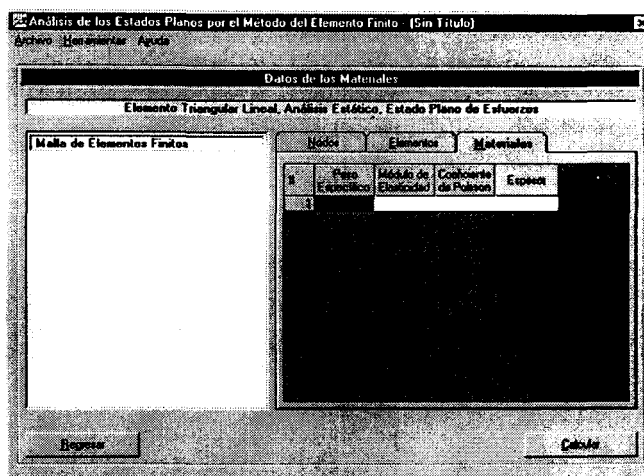 Análisis de los Estados Planos por el Método del Elemento Finito - (Sin Título)
Archivo Herramientas Ayuda
Datos de los Materiales
Elemento Triangular Lineal, Análisis Estático, Estado Plano de Esfuerzos
Malla de Elementos Finitos
Nodos Elementos Materiales
# Peso Específico Módulo de Elasticidad Coeficiente de Poisson Espesor
1
Regresar Calcular